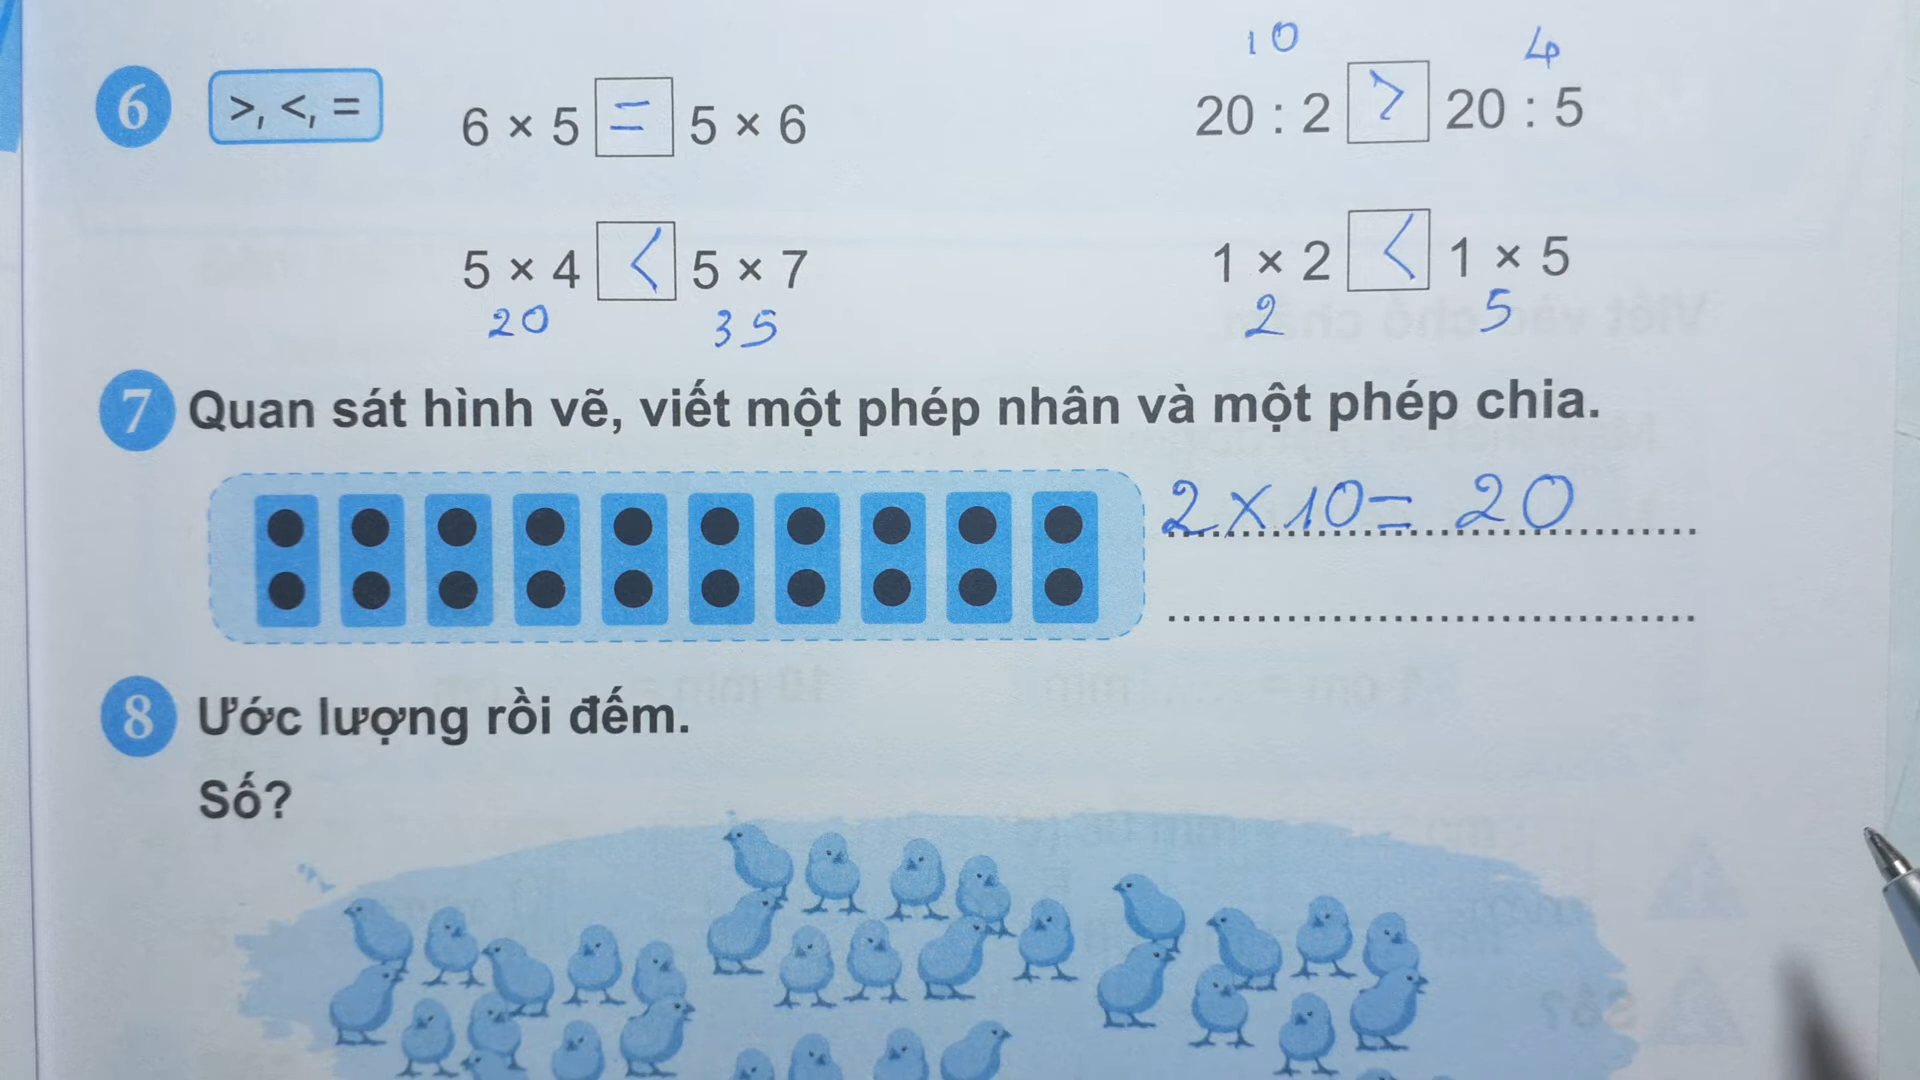 10 4
6 >, <, = 6 × 5 = 5 × 6 20 : 2 > 20 : 5
5 × 4 < 5 × 7 1 × 2 < 1 × 5
20 35 2 5
7 Quan sát hình vẽ, viết một phép nhân và một phép chia.
2 × 10 = 20
8 Ước lượng rồi đếm.
Số?